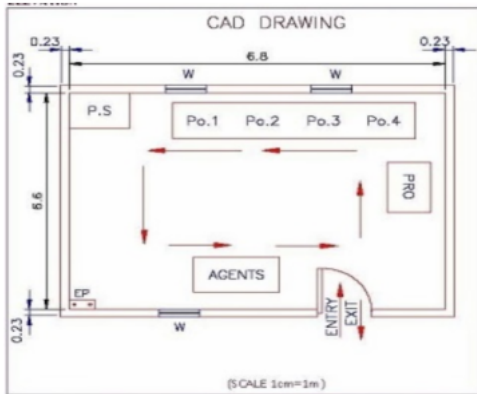 CAD DRAWING
0.23
0.23
6.8
0.23
W
W
P.S
Po.1 Po.2 Po.3 Po.4
PRO
6.6
AGENTS
EP
ENTRY
EXIT
0.23
W
(SCALE 1cm=1m)